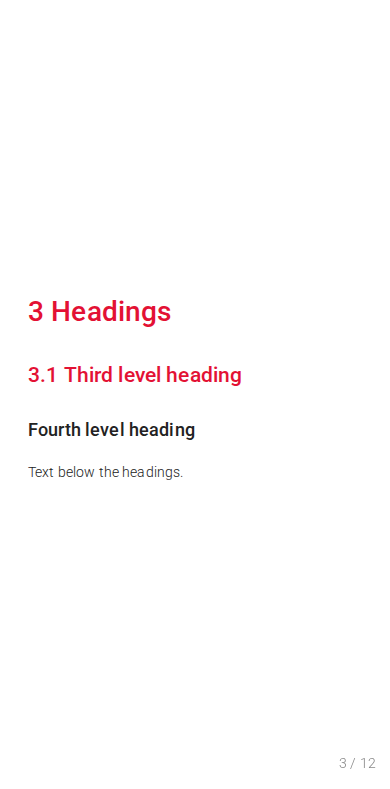 3 Headings
3.1 Third level heading
Fourth level heading
Text below the headings.
3 / 12